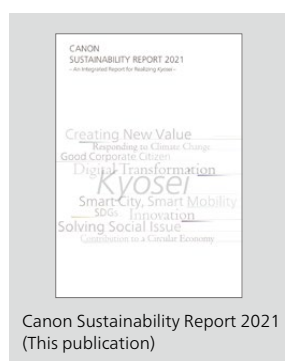 CANON
SUSTAINABILITY REPORT 2021
– An Integrated Report for Realizing Kyosei –
Creating New Value
Responding to Climate Change
Good Corporate Citizen
Digital Transformation
Kyosei
Smart City, Smart Mobility
SDGs Innovation
Solving Social Issue
Contribution to a Circular Economy
Canon Sustainability Report 2021
(This publication)